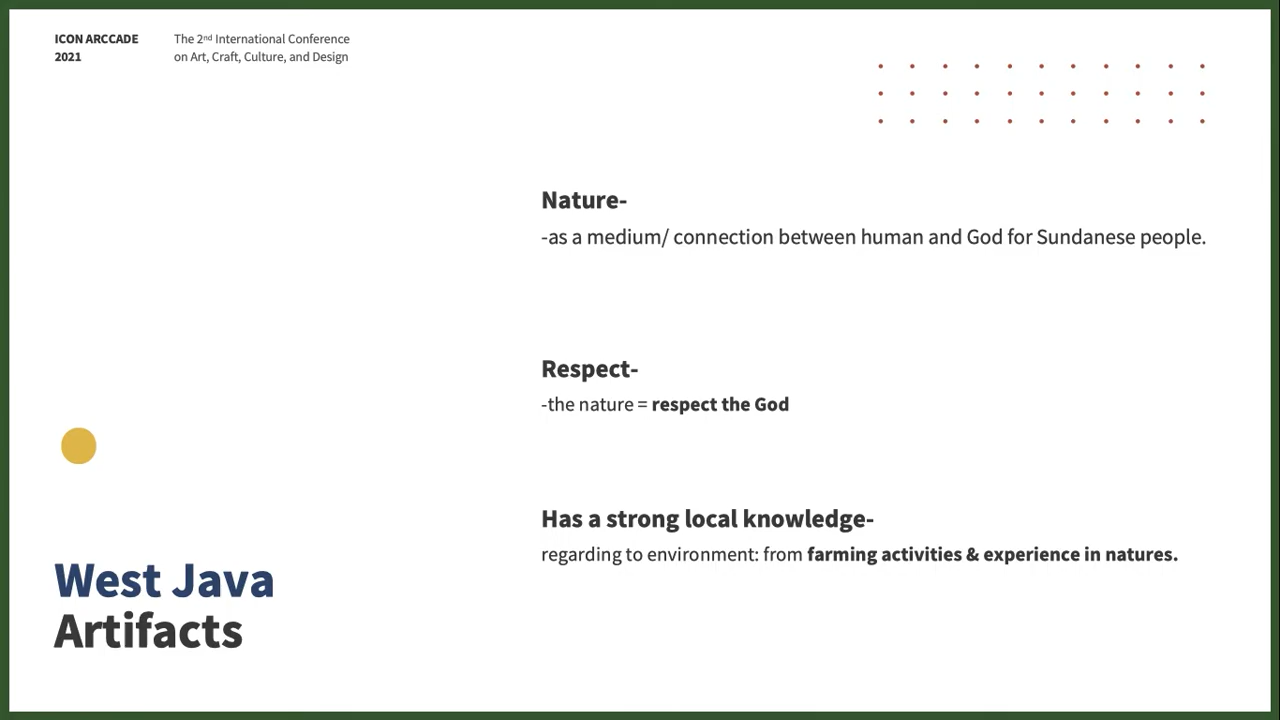 ICON ARCCADE
2021
The 2nd International Conference
on Art, Craft, Culture, and Design
Nature-
-as a medium/ connection between human and God for Sundanese people.
Respect-
-the nature = respect the God
Has a strong local knowledge-
regarding to environment: from farming activities & experience in natures.
West Java
Artifacts